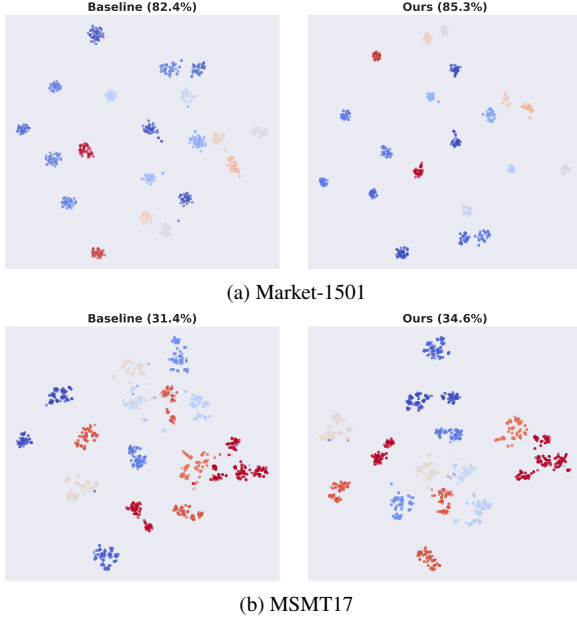 Baseline (82.4%)
Ours (85.3%)
(a) Market-1501
Baseline (31.4%)
Ours (34.6%)
(b) MSMT17